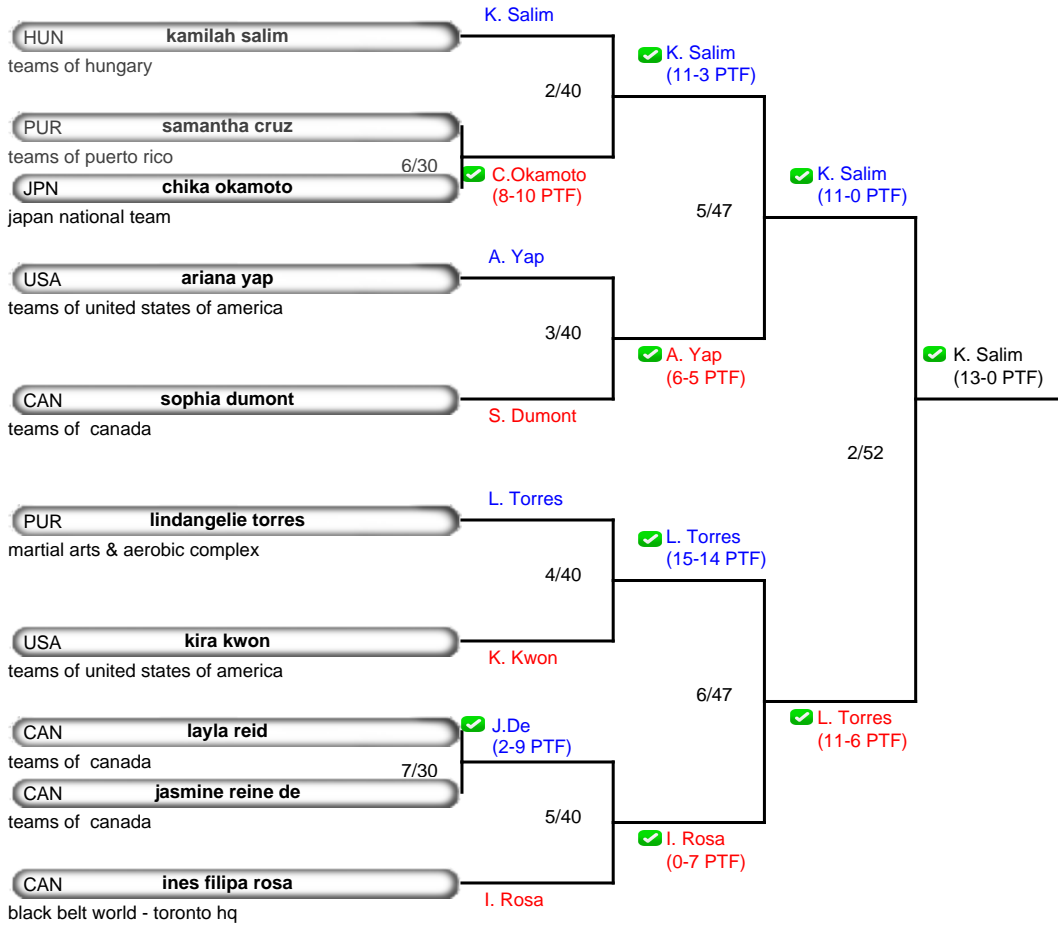 K. Salim
HUN kamilah salim
teams of hungary
K. Salim
(11-3 PTF)
2/40
PUR samantha cruz
teams of puerto rico
6/30
C.Okamoto
(8-10 PTF)
JPN chika okamoto
japan national team
K. Salim
(11-0 PTF)
5/47
A. Yap
USA ariana yap
teams of united states of america
3/40
A. Yap
(6-5 PTF)
CAN sophia dumont
teams of  canada
S. Dumont
K. Salim
(13-0 PTF)
2/52
L. Torres
PUR lindangelie torres
martial arts & aerobic complex
L. Torres
(15-14 PTF)
4/40
USA kira kwon
teams of united states of america
K. Kwon
6/47
L. Torres
(11-6 PTF)
CAN layla reid
teams of  canada
J.De
(2-9 PTF)
7/30
CAN jasmine reine de
teams of  canada
5/40
I. Rosa
(0-7 PTF)
CAN ines filipa rosa
black belt world - toronto hq
I. Rosa